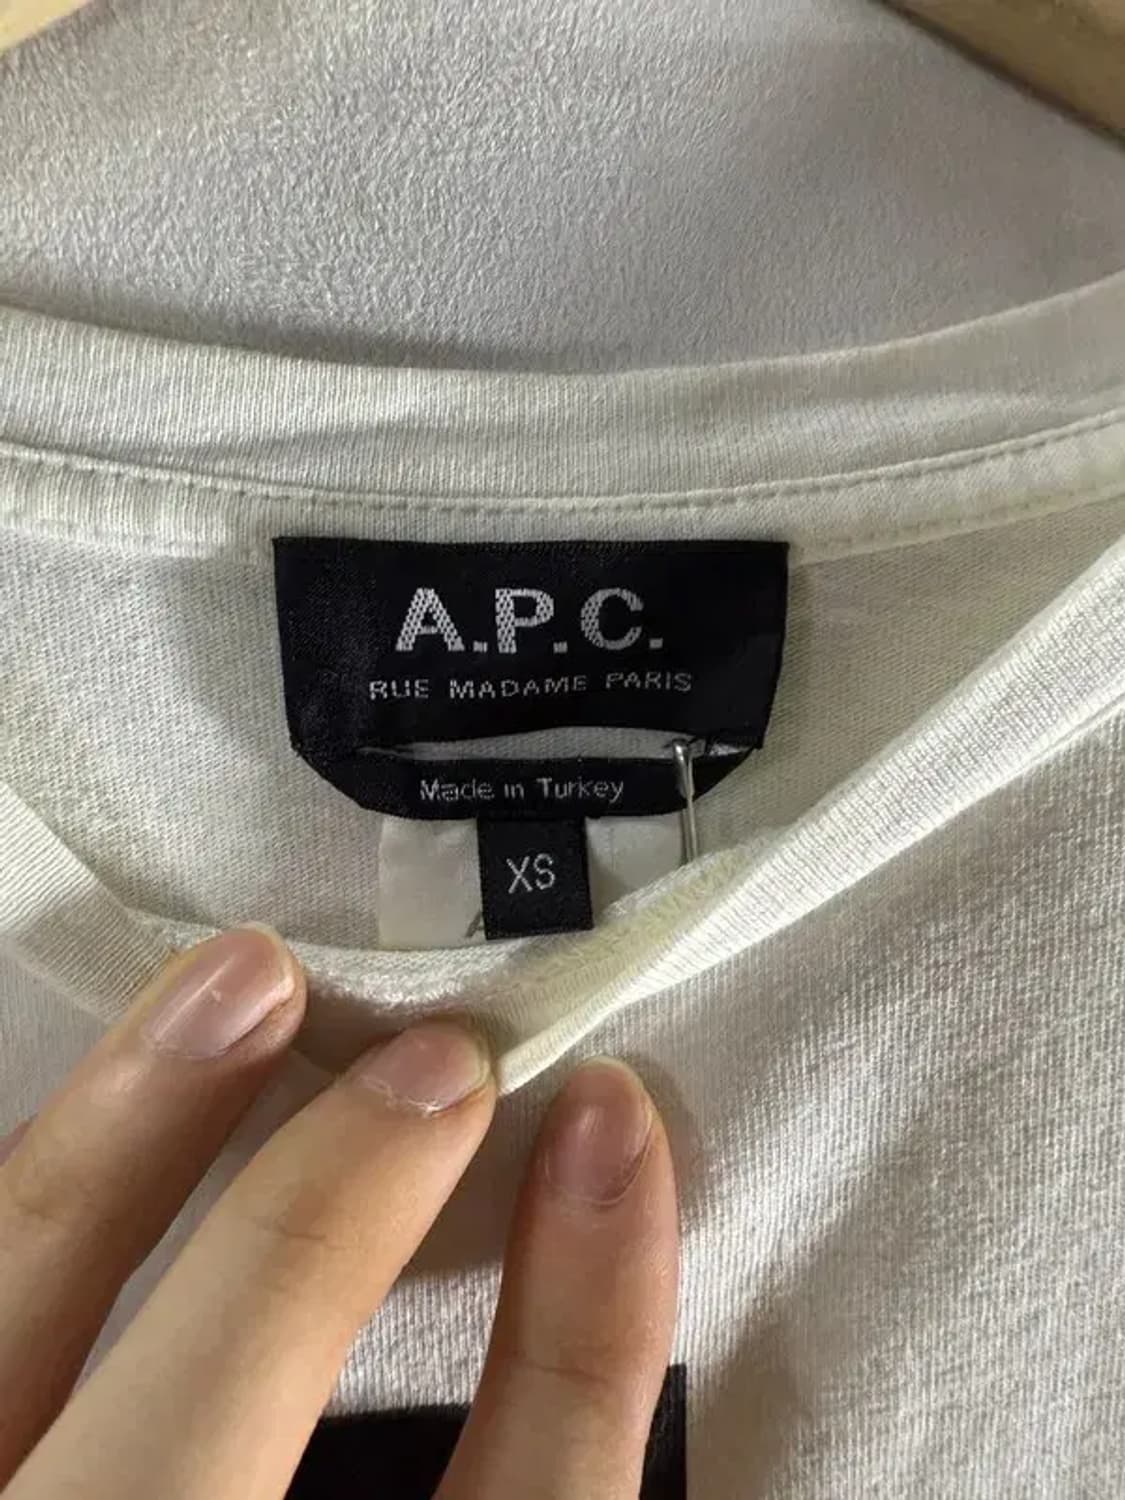 A.P.C.
RUE MADAME PARIS
Made in Turkey
XS